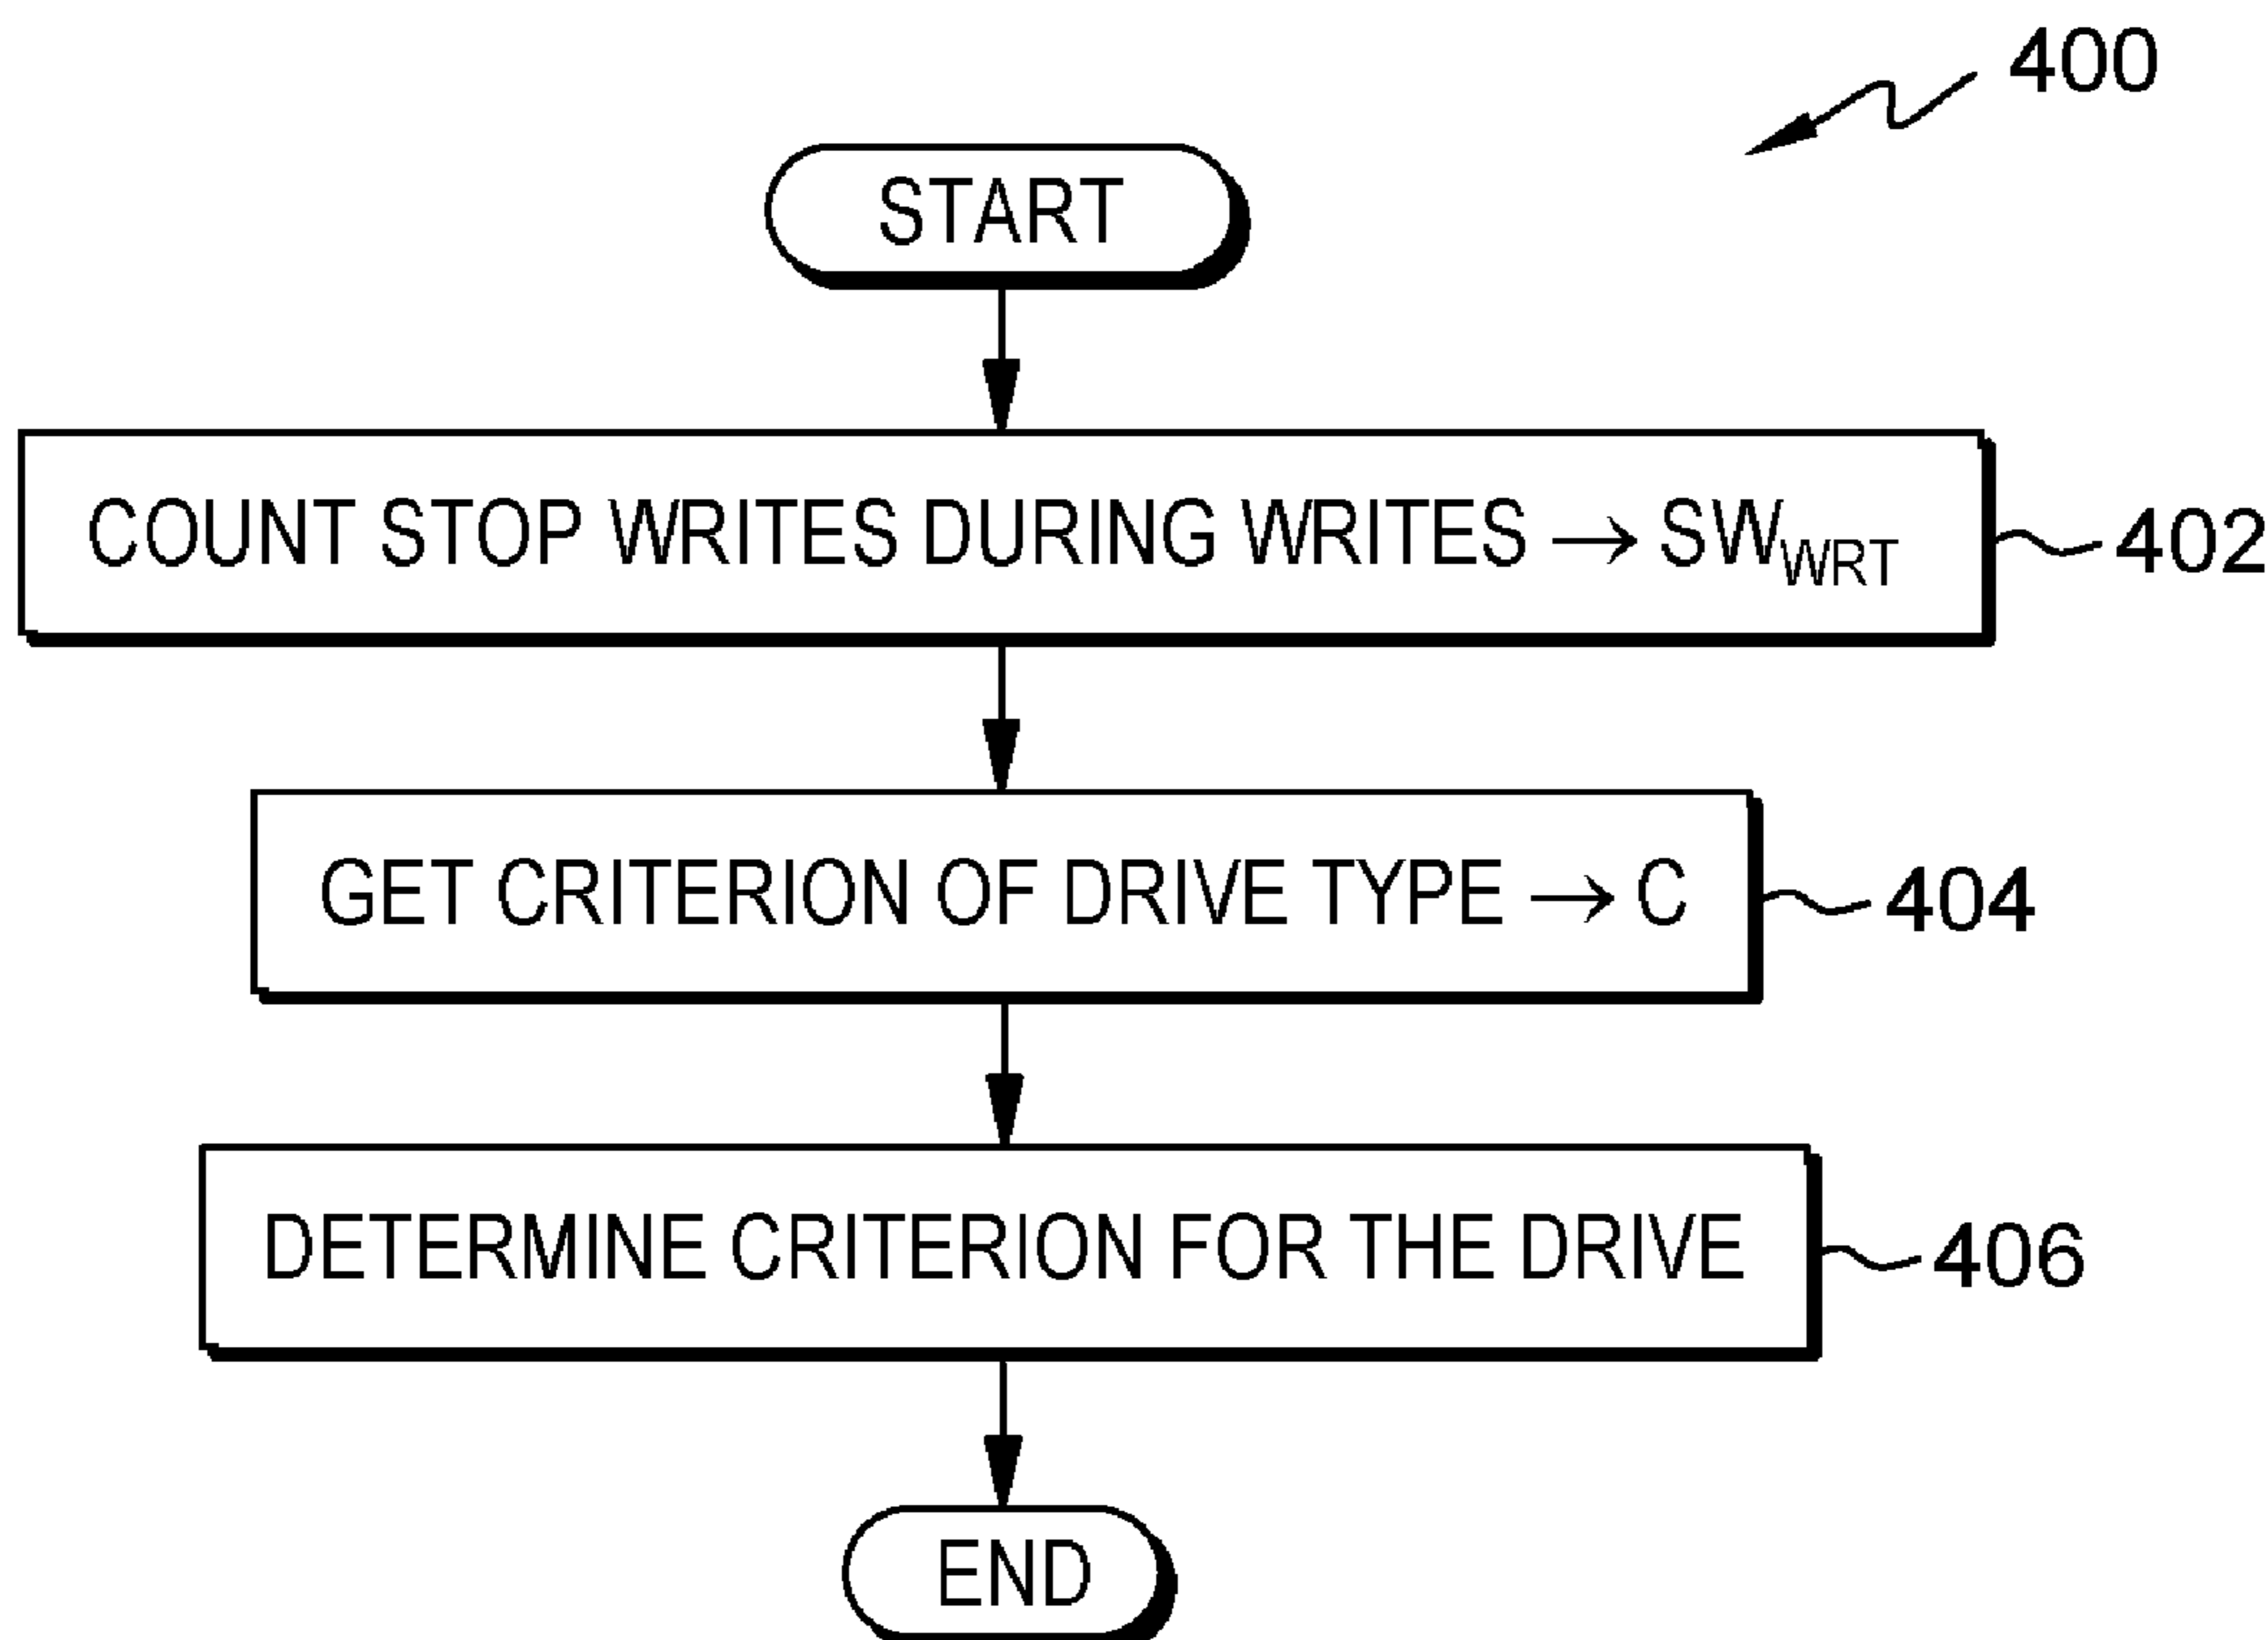 400
START
COUNT STOP WRITES DURING WRITES → SW_WRT
402
GET CRITERION OF DRIVE TYPE → C
404
DETERMINE CRITERION FOR THE DRIVE
406
END